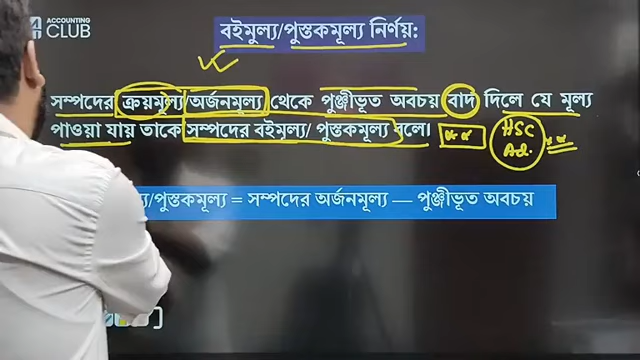 ACCOUNTING
CLUB
বইমুল্য/পুস্তকমূল্য নির্ণয়:
সম্পদের ক্রয়মুল্য/অর্জনমূল্য থেকে পুঞ্জীভূত অবচয় বাদ দিলে যে মূল্য
পাওয়া যায় তাকে সম্পদের বইমুল্য/ পুস্তকমূল্য বলে।
HSC
Ad.
/পুস্তকমূল্য = সম্পদের অর্জনমূল্য — পুঞ্জীভূত অবচয়